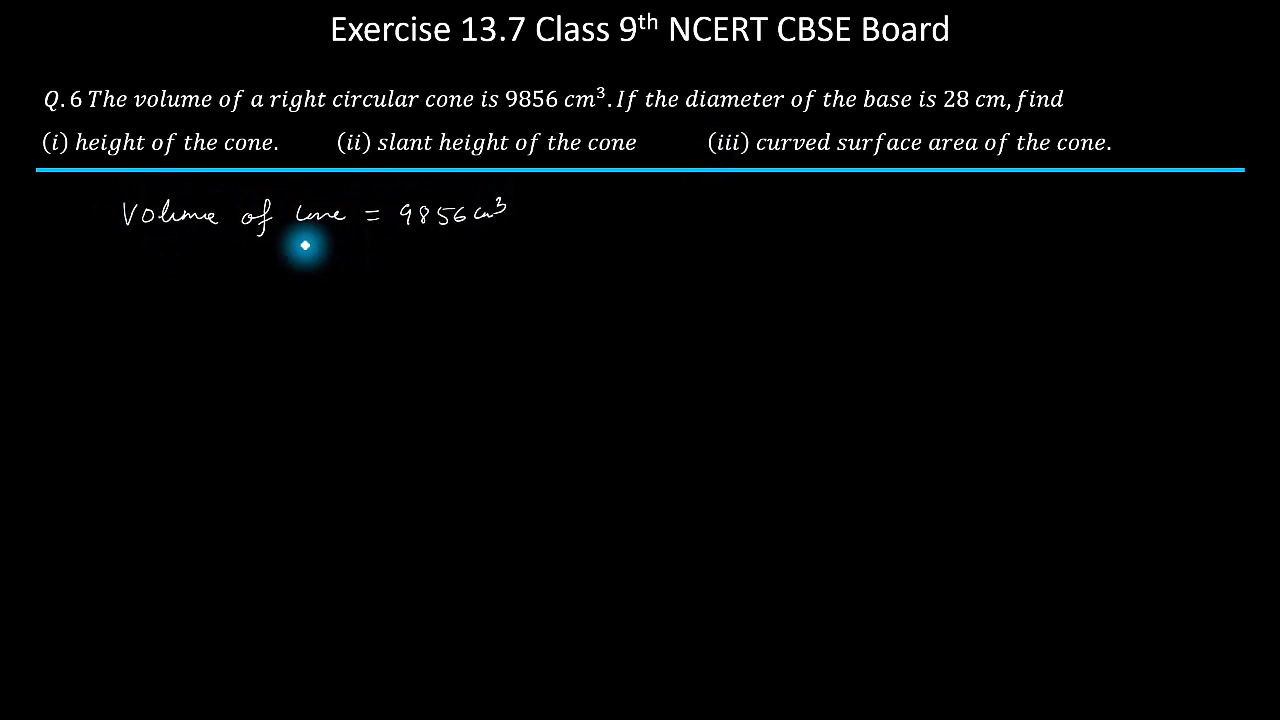 Exercise 13.7 Class 9th NCERT CBSE Board
Q. 6 The volume of a right circular cone is 9856 cm³. If the diameter of the base is 28 cm, find
(i) height of the cone. (ii) slant height of the cone (iii) curved surface area of the cone.
Volume of cone = 9856 cm³